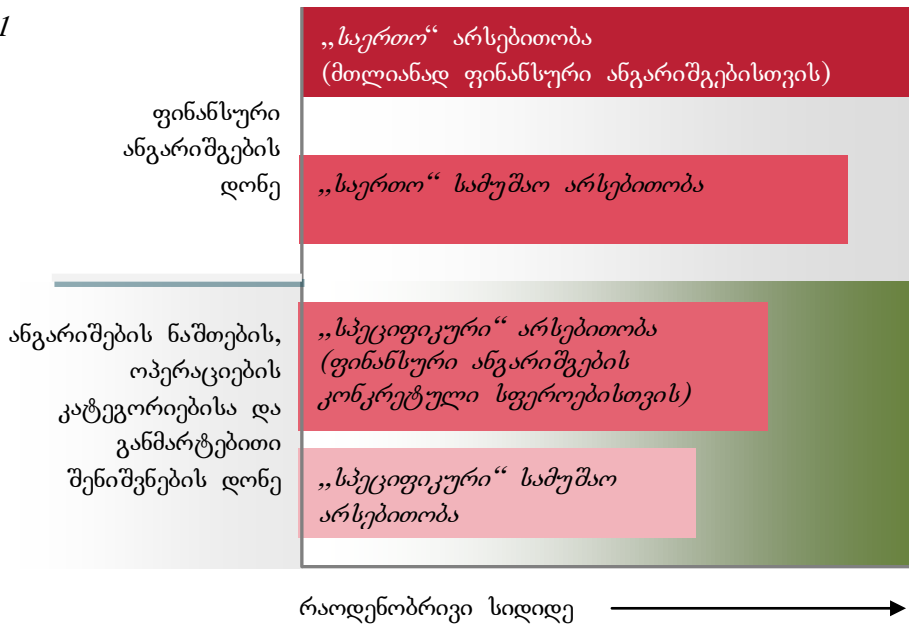 1
„საერთო“ არსებითობა
(მთლიანად ფინანსური ანგარიშგებისთვის)
ფინანსური
ანგარიშგების
დონე
„საერთო“ სამუშაო არსებითობა
ანგარიშების ნაშთების,
ოპერაციების
კატეგორიებისა და
განმარტებითი
შენიშვნების დონე
„სპეციფიკური“ არსებითობა
(ფინანსური ანგარიშგების
კონკრეტული სფეროებისთვის)
„სპეციფიკური“ სამუშაო
არსებითობა
რაოდენობრივი სიდიდე